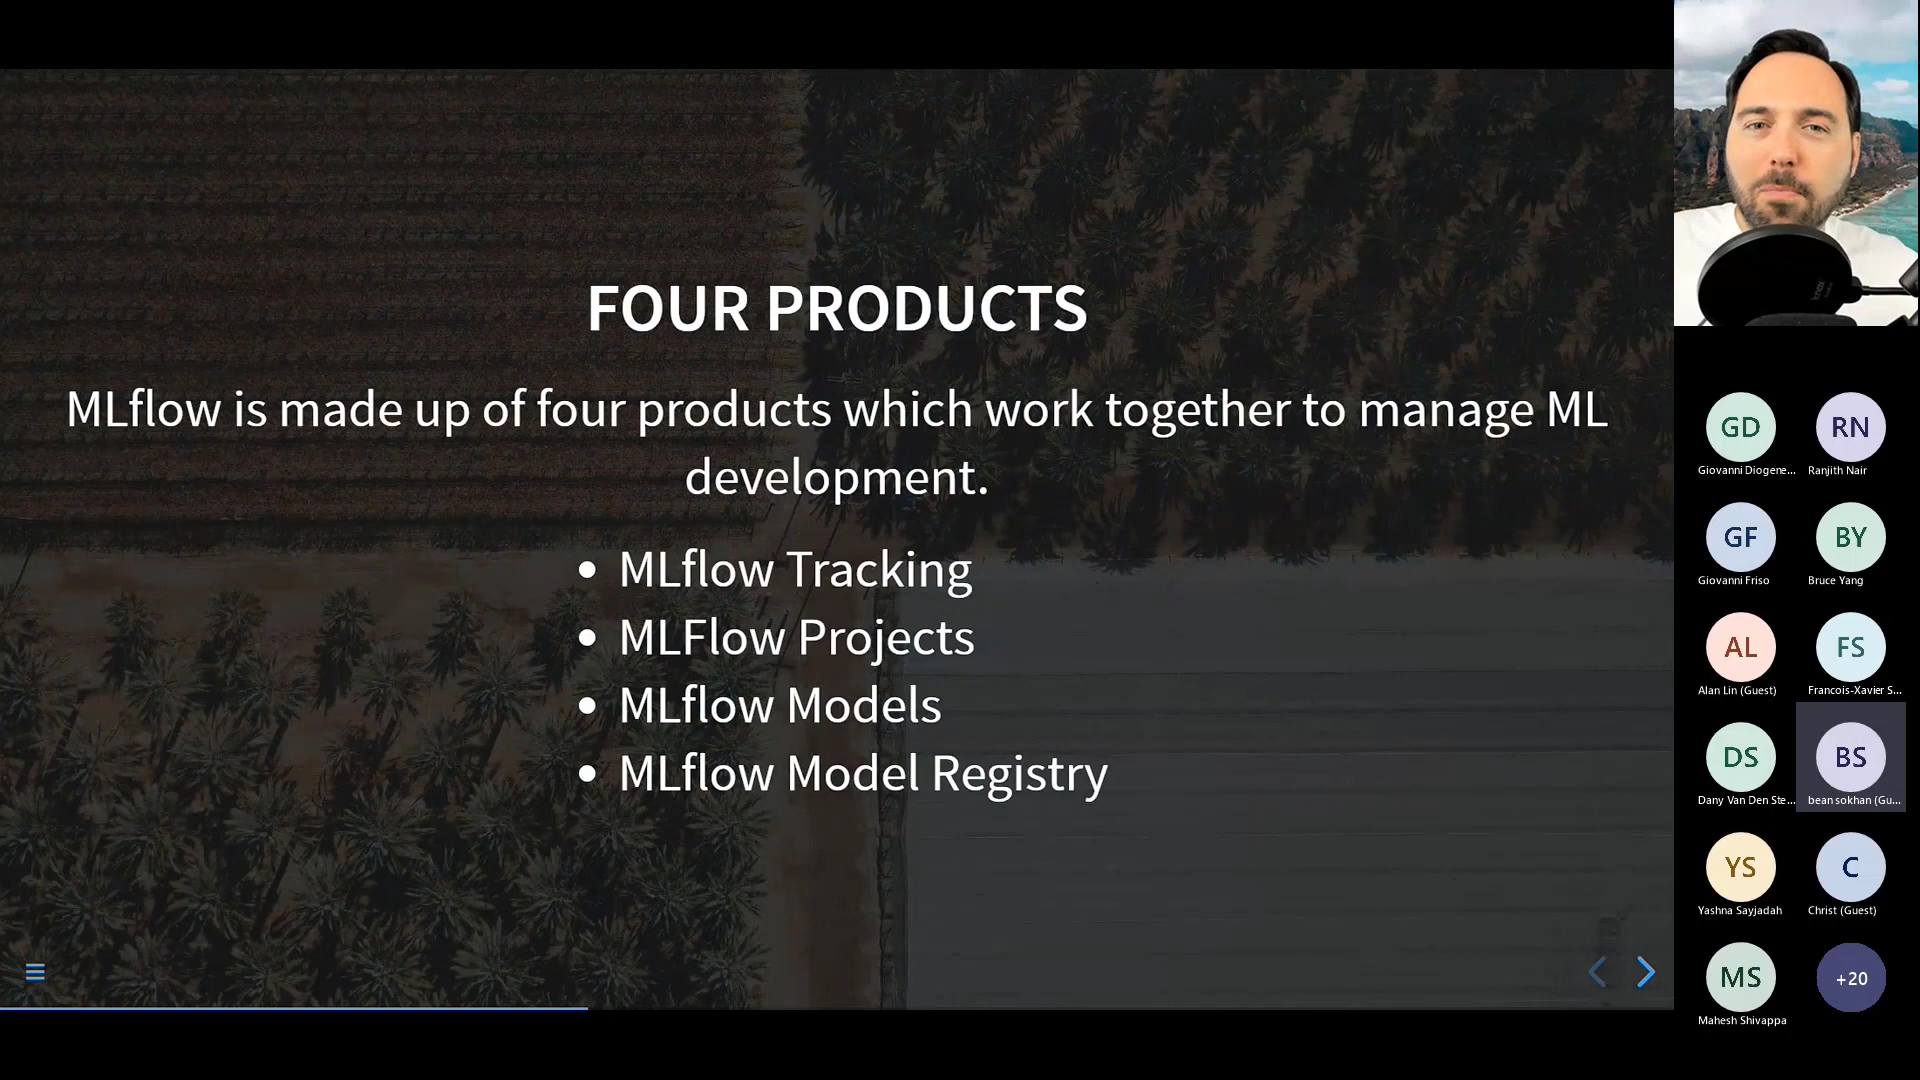 FOUR PRODUCTS
MLflow is made up of four products which work together to manage ML
development.
• MLflow Tracking
• MLFlow Projects
• MLflow Models
• MLflow Model Registry
GD
Giovanni Diogene...
RN
Ranjith Nair
GF
Giovanni Friso
BY
Bruce Yang
AL
Alan Lin (Guest)
FS
Francois-Xavier S...
DS
Dany Van Den Ste...
BS
bean sokhan (Gu...
YS
Yashna Sayjadah
C
Christ (Guest)
MS
Mahesh Shivappa
+20